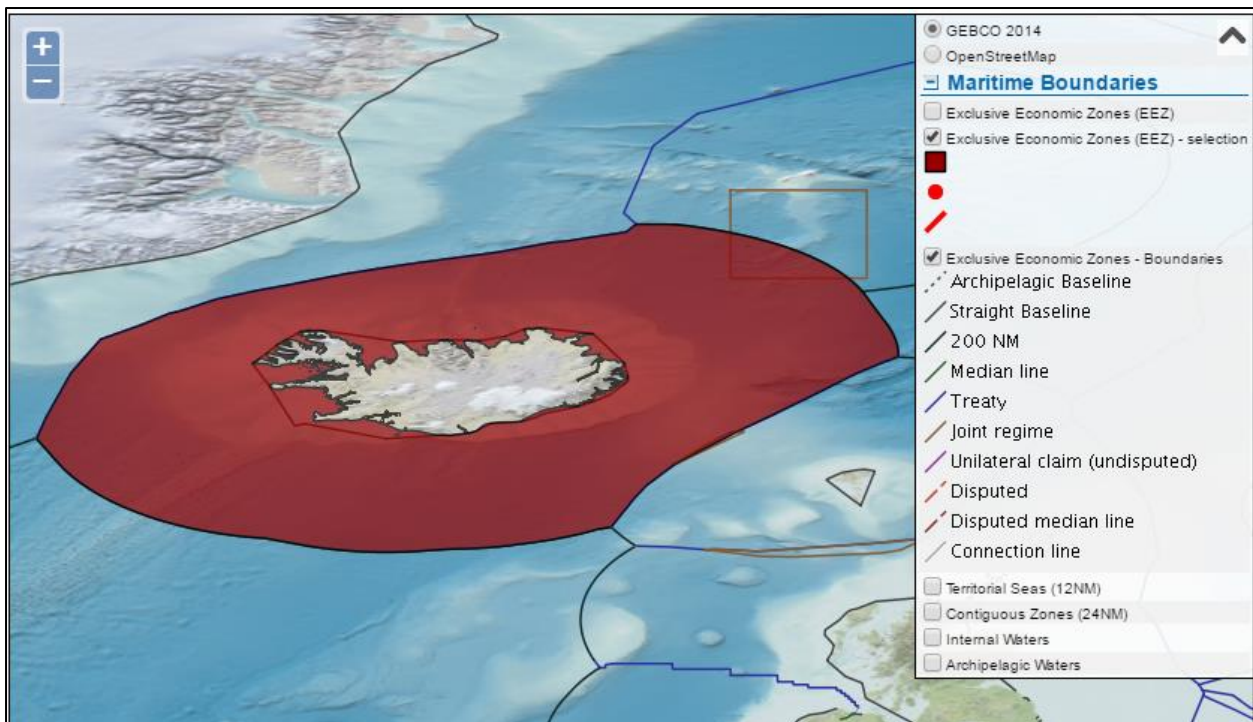 +
−
GEBCO 2014
OpenStreetMap
Maritime Boundaries
Exclusive Economic Zones (EEZ)
Exclusive Economic Zones (EEZ) - selection
Exclusive Economic Zones - Boundaries
Archipelagic Baseline
Straight Baseline
200 NM
Median line
Treaty
Joint regime
Unilateral claim (undisputed)
Disputed
Disputed median line
Connection line
Territorial Seas (12NM)
Contiguous Zones (24NM)
Internal Waters
Archipelagic Waters